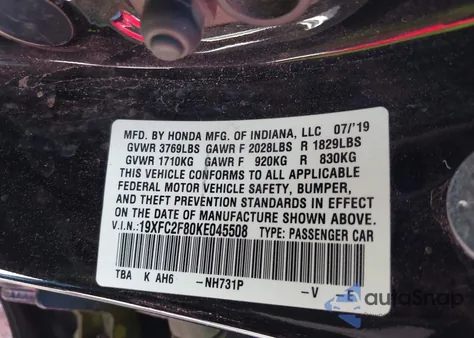 MFD. BY HONDA MFG. OF INDIANA, LLC 07/'19
GVWR 3769LBS GAWR F 2028LBS R 1829LBS
GVWR 1710KG GAWR F 920KG R 830KG
THIS VEHICLE CONFORMS TO ALL APPLICABLE
FEDERAL MOTOR VEHICLE SAFETY, BUMPER,
AND THEFT PREVENTION STANDARDS IN EFFECT
ON THE DATE OF MANUFACTURE SHOWN ABOVE.
V.I.N.: 19XFC2F80KE045508 TYPE: PASSENGER CAR
TBA K AH6 -NH731P -V -E
autoSnap